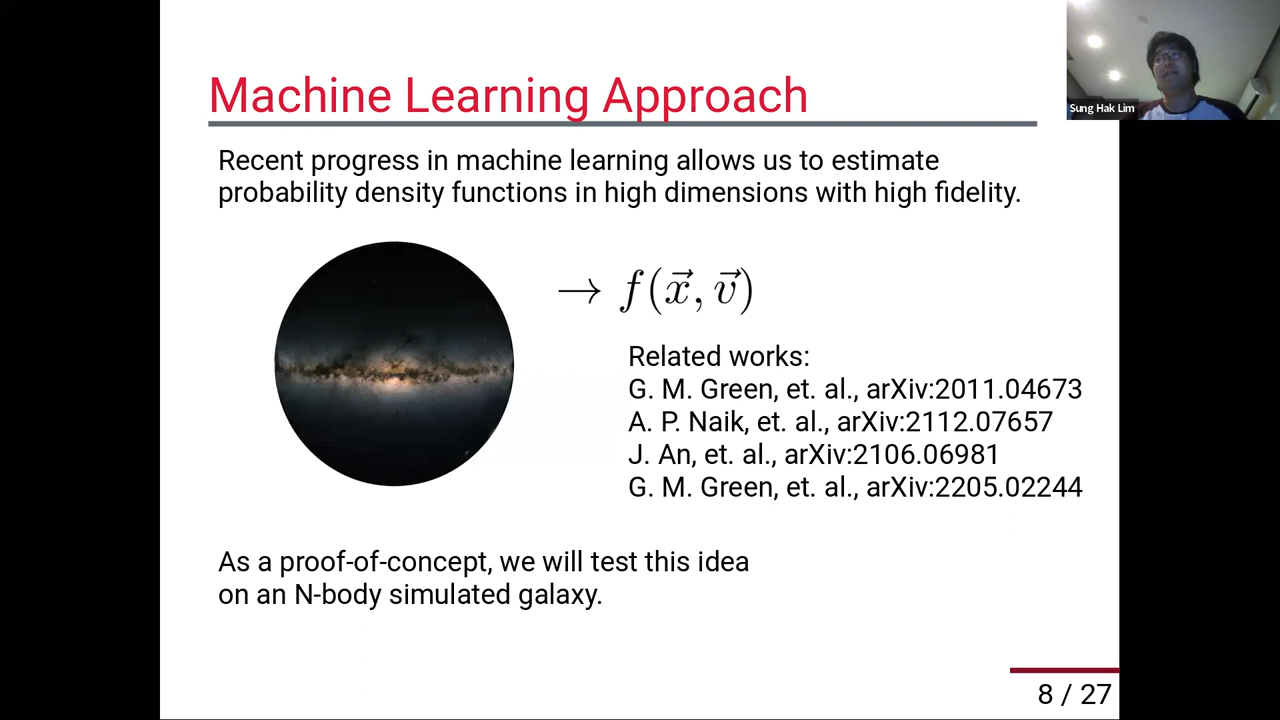 Machine Learning Approach
Sung Hak Lim
Recent progress in machine learning allows us to estimate
probability density functions in high dimensions with high fidelity.
→ f(x⃗, v⃗)
Related works:
G. M. Green, et. al., arXiv:2011.04673
A. P. Naik, et. al., arXiv:2112.07657
J. An, et. al., arXiv:2106.06981
G. M. Green, et. al., arXiv:2205.02244
As a proof-of-concept, we will test this idea
on an N-body simulated galaxy.
8 / 27